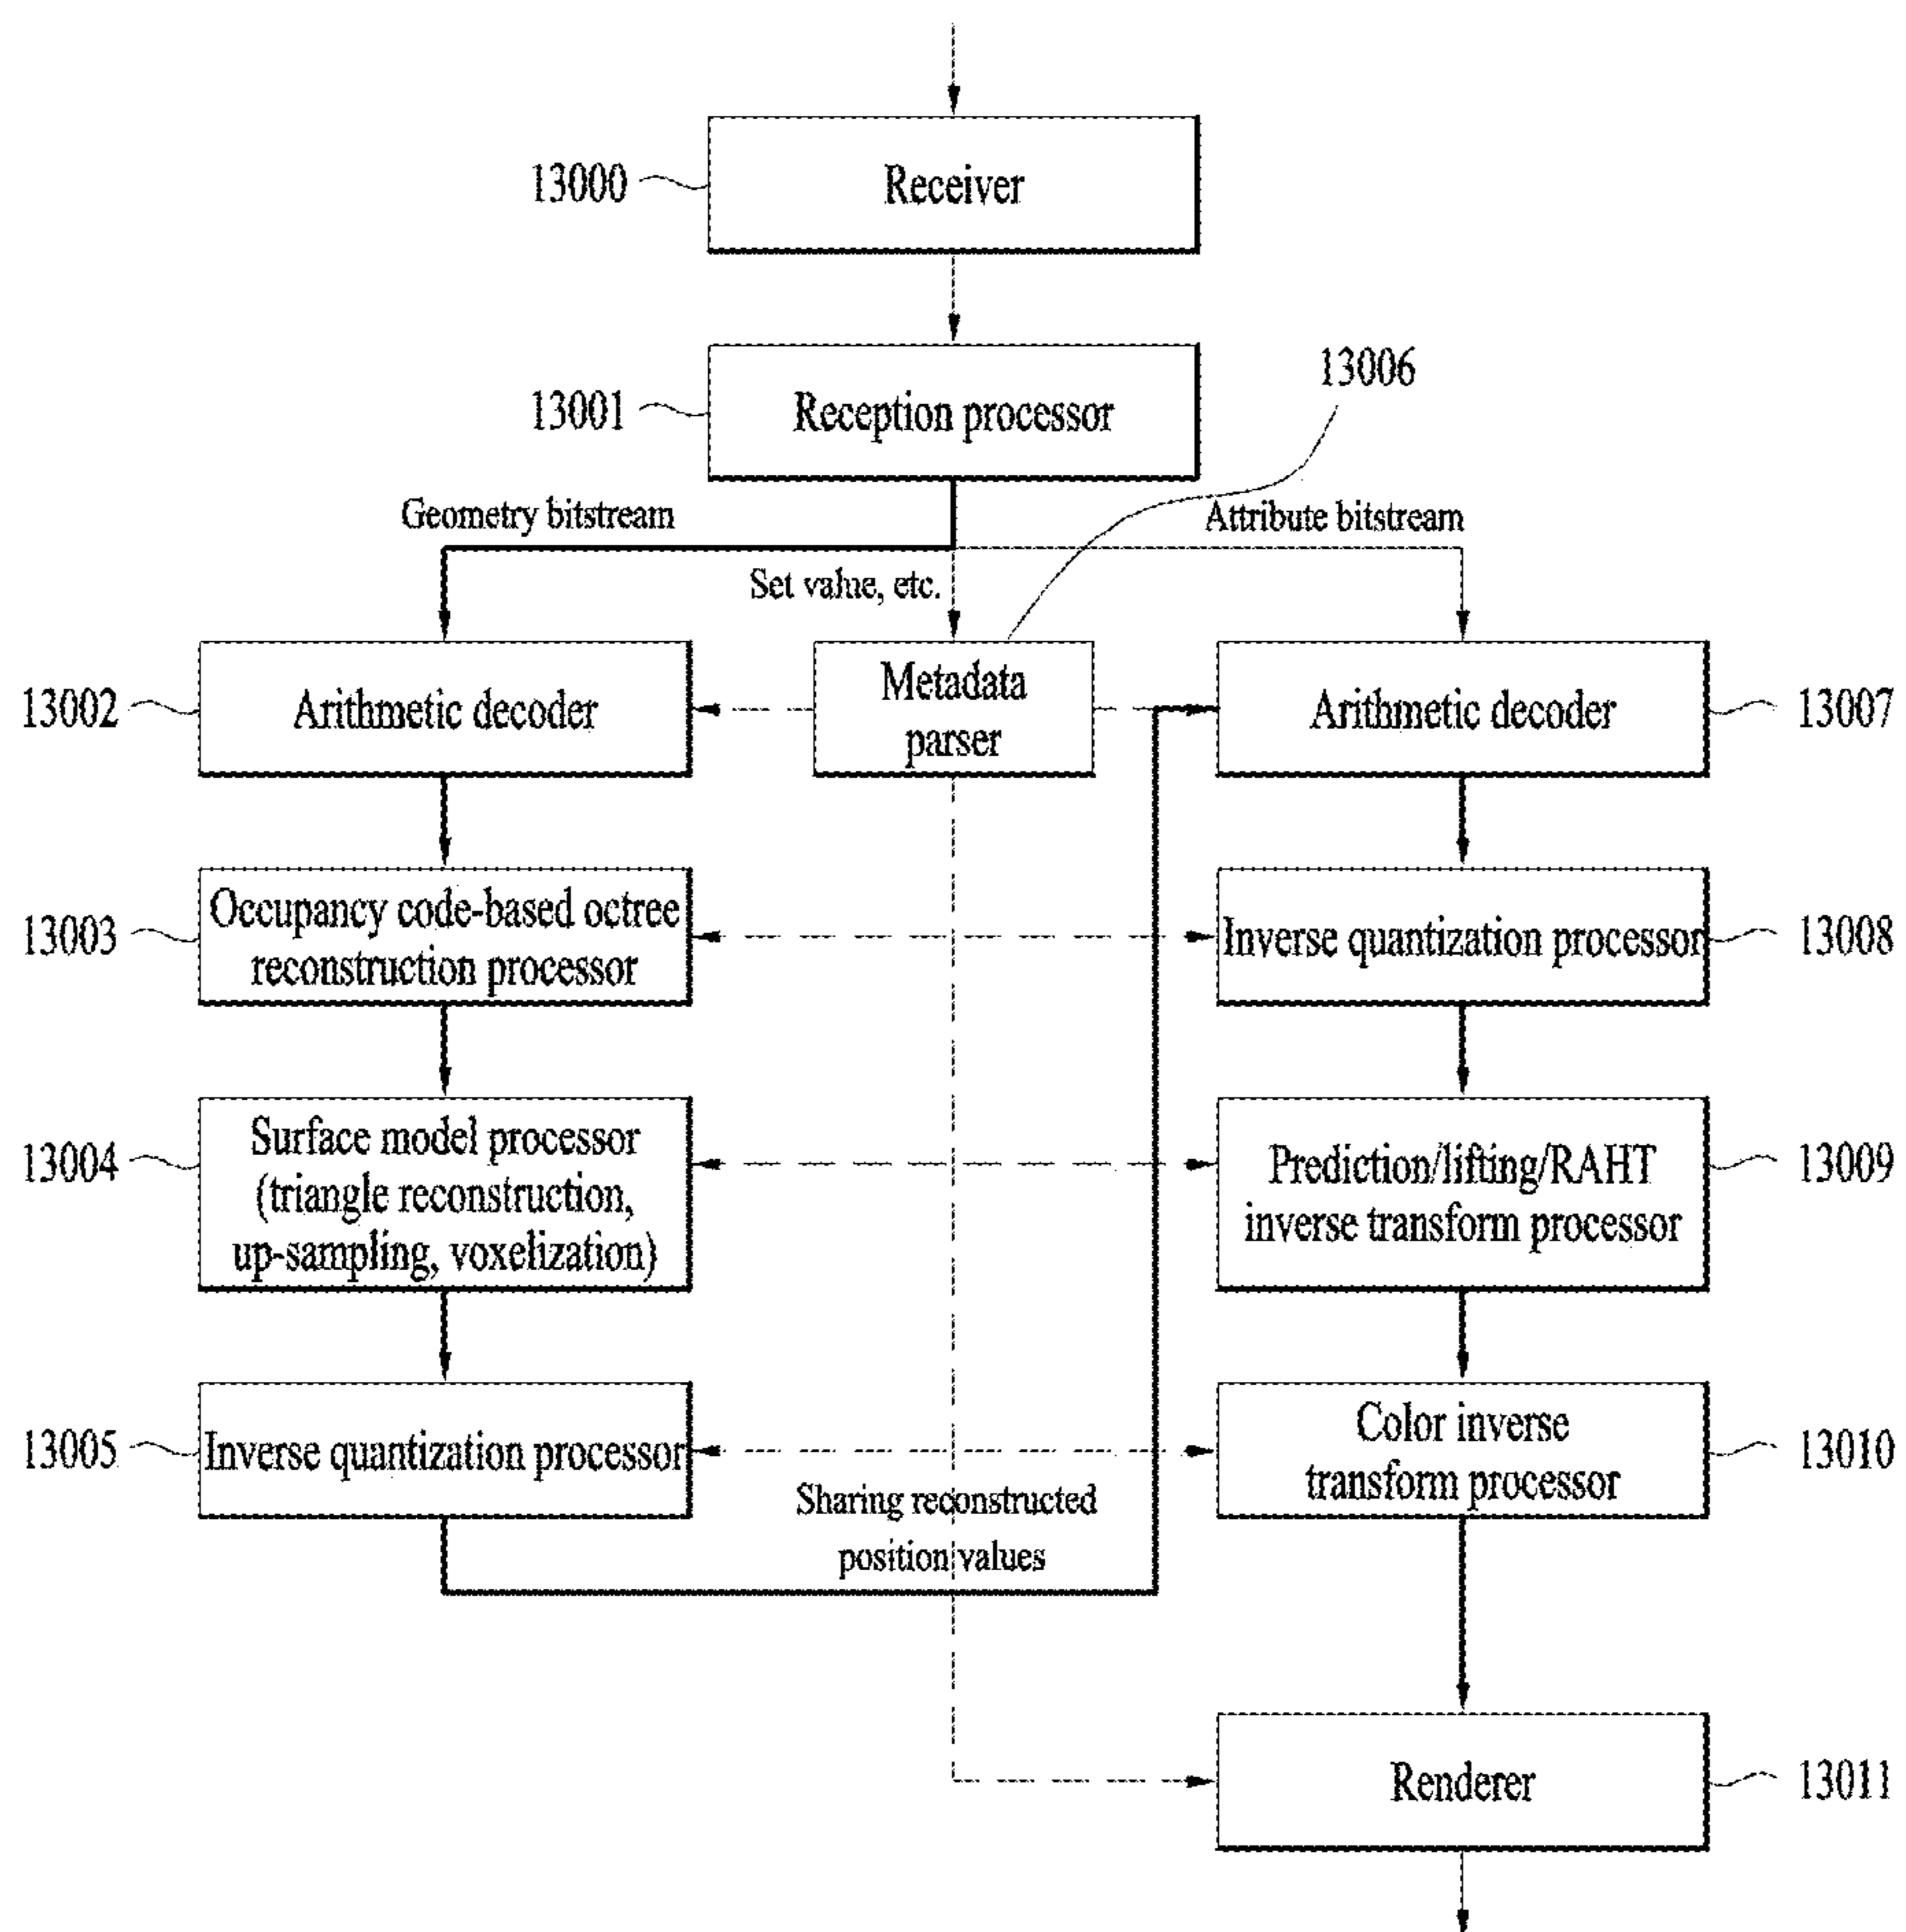 13000
Receiver
13001
Reception processor
13006
Geometry bitstream
Attribute bitstream
Set value, etc.
13002
Arithmetic decoder
Metadata
parser
Arithmetic decoder
13007
13003
Occupancy code-based octree
reconstruction processor
Inverse quantization processor
13008
13004
Surface model processor
(triangle reconstruction,
up-sampling, voxelization)
Prediction/lifting/RAHT
inverse transform processor
13009
13005
Inverse quantization processor
Color inverse
transform processor
13010
Sharing reconstructed
position values
Renderer
13011